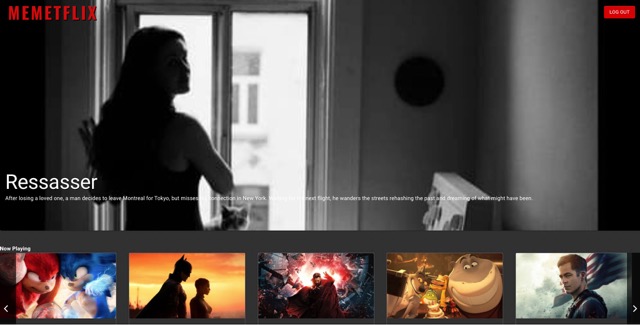 MEMETFLIX
LOG OUT
Ressasser
After losing a loved one, a man decides to leave Montreal for Tokyo, but misses connection in New York. next flight, he wanders the streets rehashing the past and dreaming of what might have been.
Now Playing